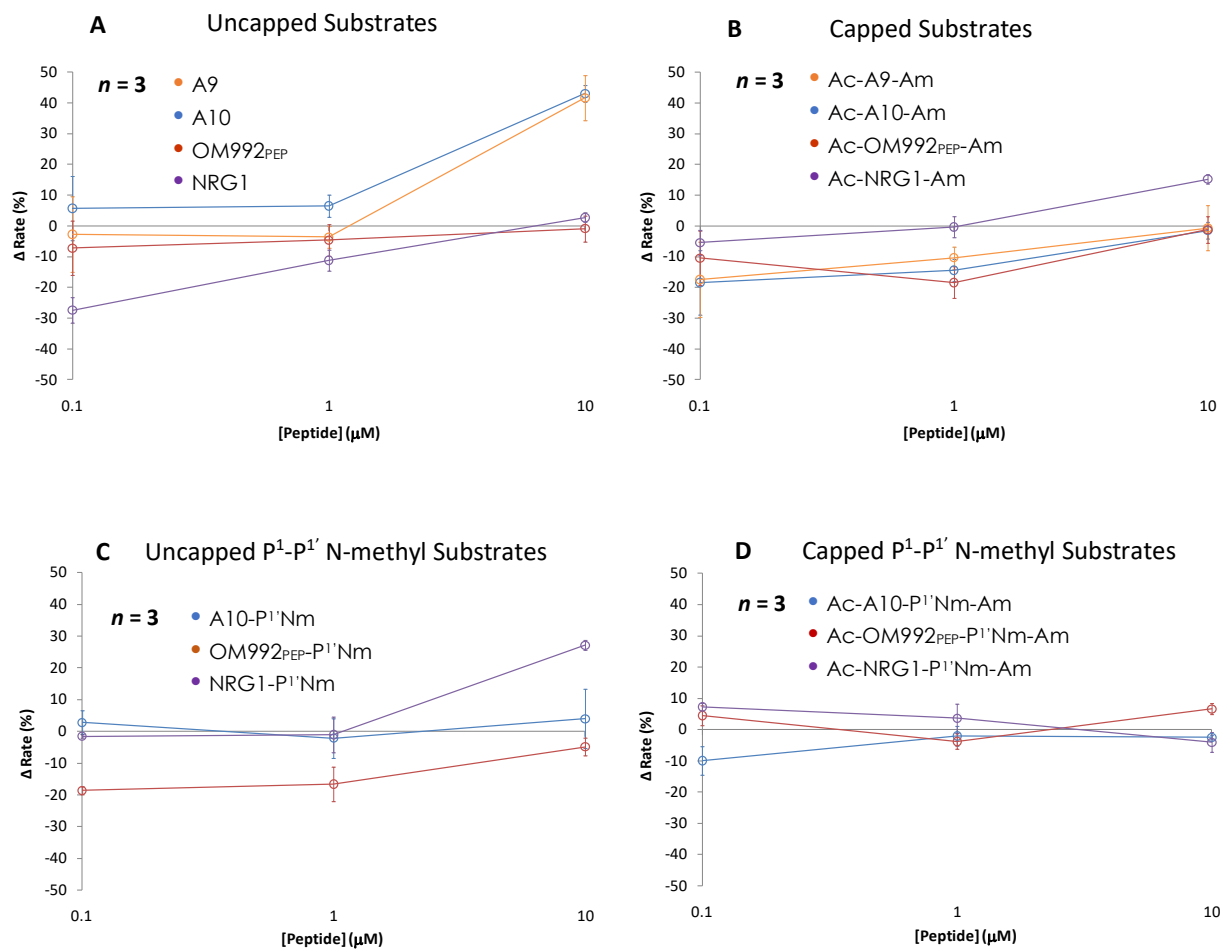 A Uncapped Substrates
n = 3
A9
A10
OM992PEP
NRG1
50
40
30
20
10
0
-10
-20
-30
-40
-50
Δ Rate (%)
0.1 1 10
[Peptide] (μM)
B Capped Substrates
n = 3
Ac-A9-Am
Ac-A10-Am
Ac-OM992PEP-Am
Ac-NRG1-Am
50
40
30
20
10
0
-10
-20
-30
-40
-50
Δ Rate (%)
0.1 1 10
[Peptide] (μM)
C Uncapped P1-P1' N-methyl Substrates
n = 3
A10-P1'Nm
OM992PEP-P1'Nm
NRG1-P1'Nm
50
40
30
20
10
0
-10
-20
-30
-40
-50
Δ Rate (%)
0.1 1 10
[Peptide] (μM)
D Capped P1-P1' N-methyl Substrates
n = 3
Ac-A10-P1'Nm-Am
Ac-OM992PEP-P1'Nm-Am
Ac-NRG1-P1'Nm-Am
50
40
30
20
10
0
-10
-20
-30
-40
-50
Δ Rate (%)
0.1 1 10
[Peptide] (μM)